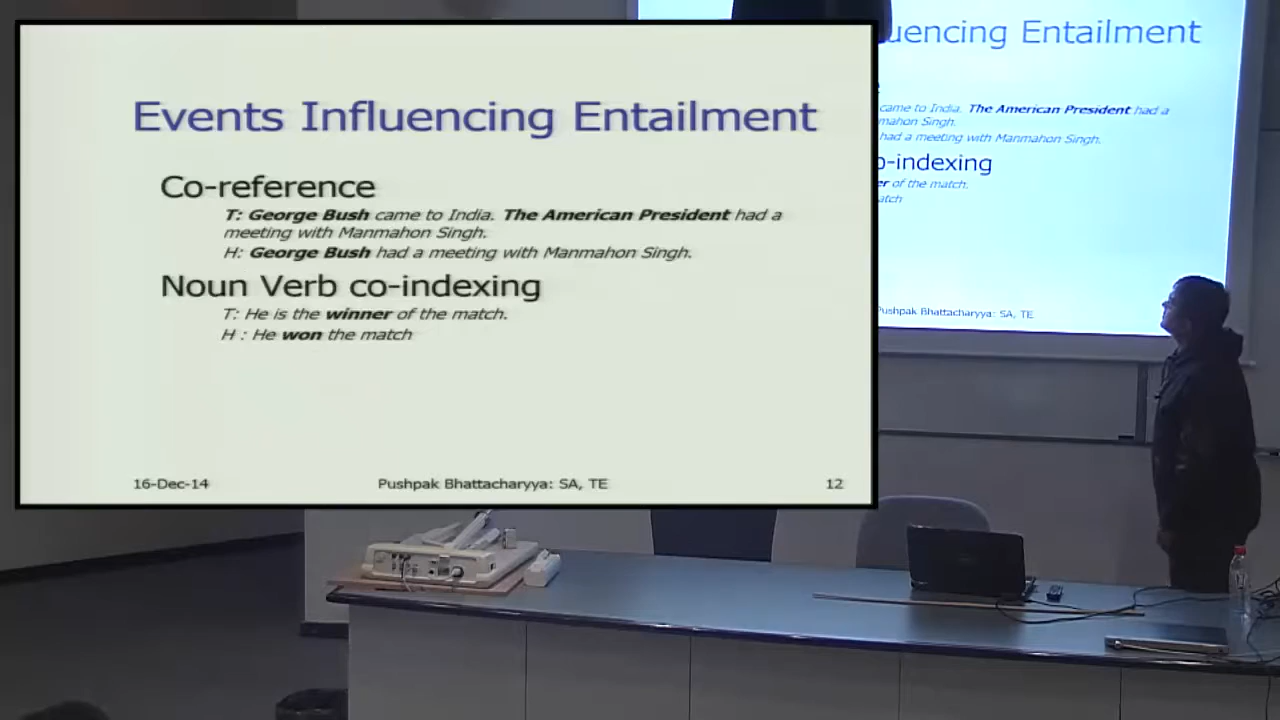 Events Influencing Entailment
Co-reference
T: George Bush came to India. The American President had a
meeting with Manmahon Singh.
H: George Bush had a meeting with Manmahon Singh.
Noun Verb co-indexing
T: He is the winner of the match.
H : He won the match
16-Dec-14
Pushpak Bhattacharyya: SA, TE
12
uencing Entailment
came to India. The American President had a
mahon Singh.
had a meeting with Manmahon Singh.
o-indexing
er of the match.
atch
Pushpak Bhattacharyya: SA, TE